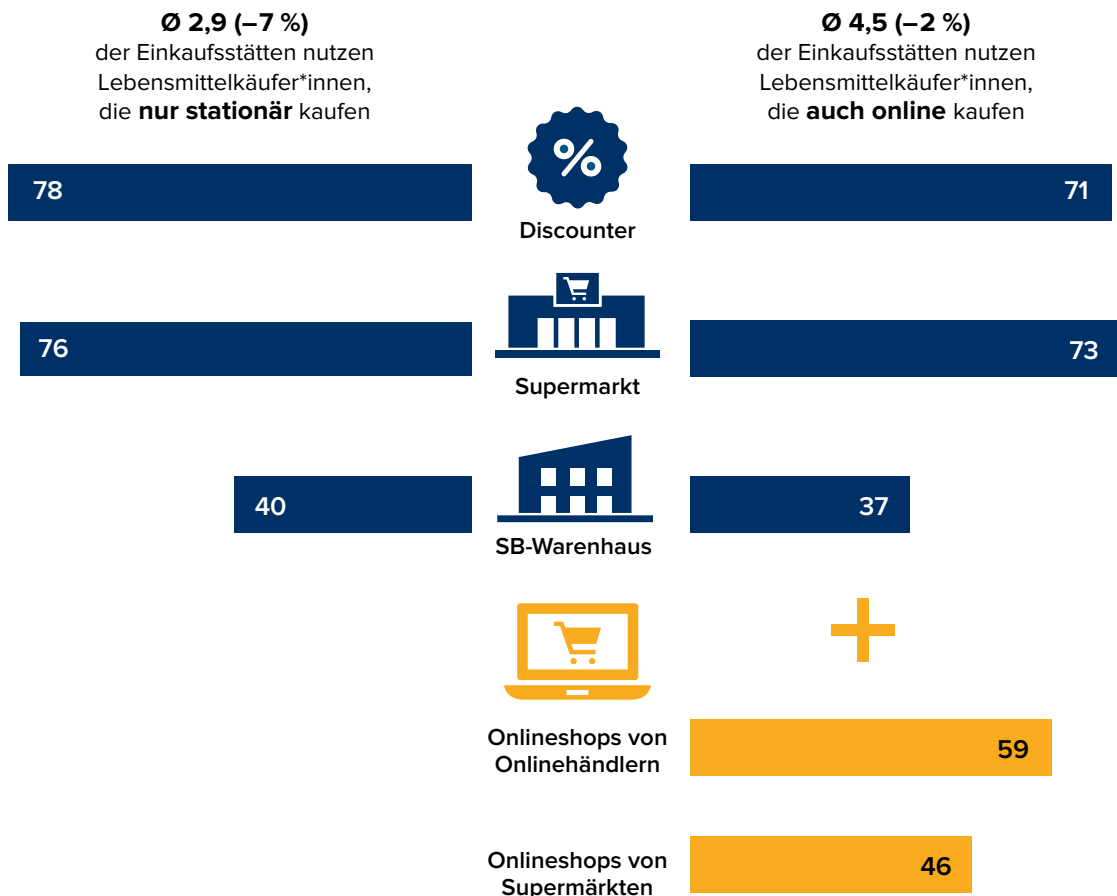 Ø 2,9 (–7 %)
der Einkaufsstätten nutzen
Lebensmittelkäufer*innen,
die nur stationär kaufen
Ø 4,5 (–2 %)
der Einkaufsstätten nutzen
Lebensmittelkäufer*innen,
die auch online kaufen
78
%
71
Discounter
76
73
Supermarkt
40
37
SB-Warenhaus
+
Onlineshops von
Onlinehändlern
59
Onlineshops von
Supermärkten
46